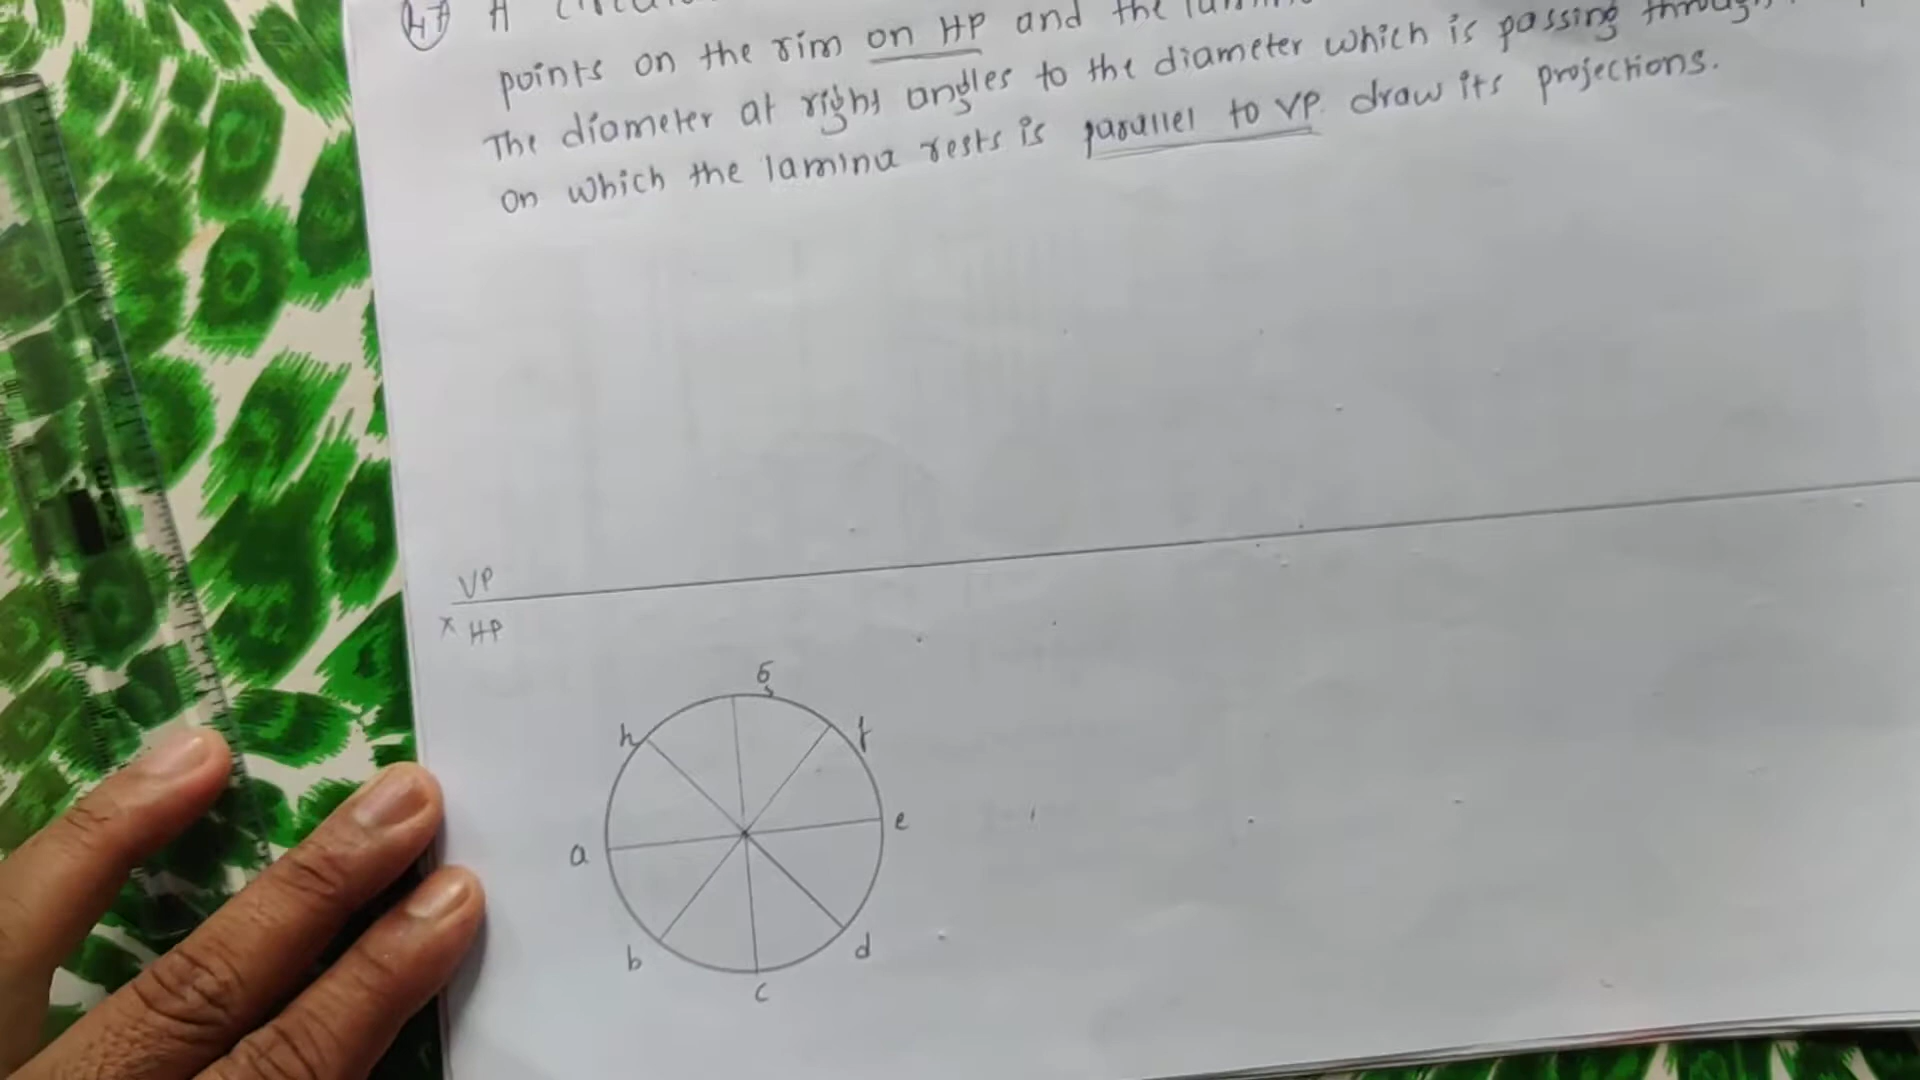 A
points on the rim on HP and the
The diameter at right angles to the diameter which is passing
on which the lamina rests is parallel to VP. draw its projections.
VP
X HP
g
h
f
a
e
b
d
c